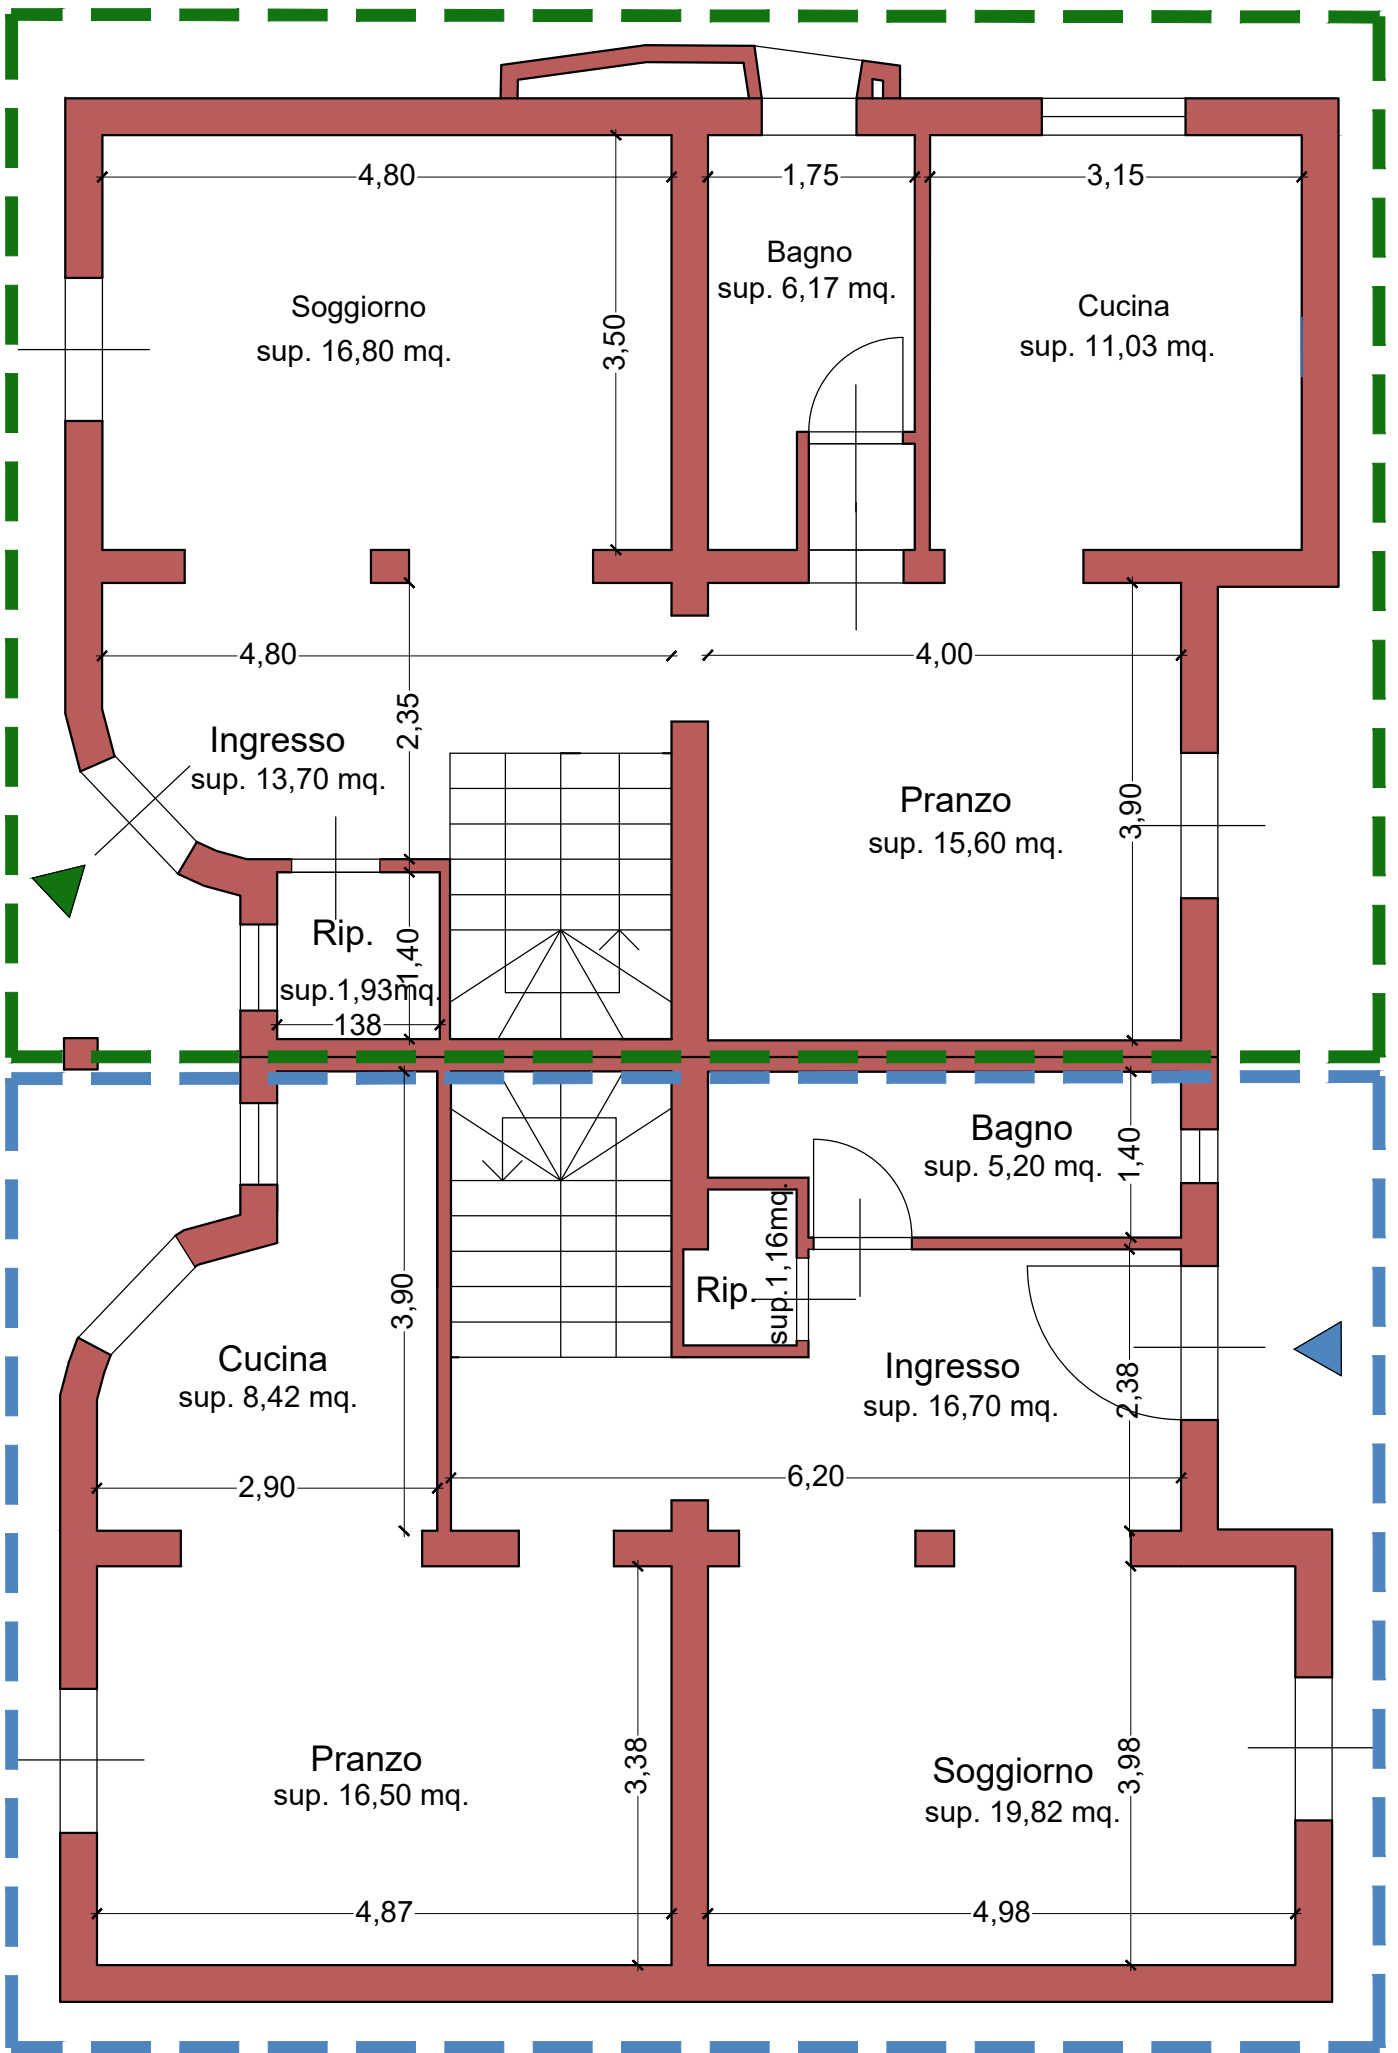 4,80
1,75
3,15
Bagno
sup. 6,17 mq.
Soggiorno
sup. 16,80 mq.
3,50
Cucina
sup. 11,03 mq.
4,80
4,00
2,35
Ingresso
sup. 13,70 mq.
Pranzo
sup. 15,60 mq.
3,90
Rip.
sup.1,93mq.
1,40
138
Bagno
sup. 5,20 mq.
1,40
Rip.
sup.1,16mq.
3,90
Cucina
sup. 8,42 mq.
Ingresso
sup. 16,70 mq.
2,38
2,90
6,20
Pranzo
sup. 16,50 mq.
3,38
Soggiorno
sup. 19,82 mq.
3,98
4,87
4,98